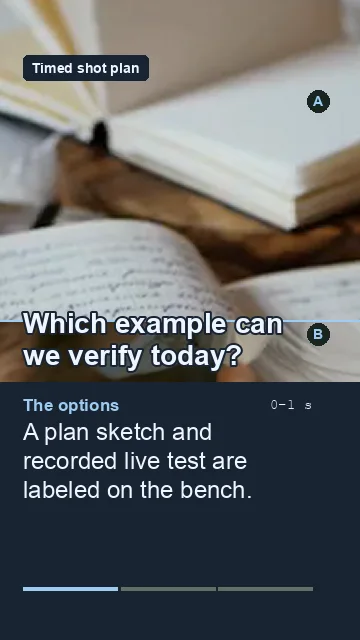 Timed shot plan
A
Which example can
we verify today?
B
The options
0–1 s
A plan sketch and
recorded live test are
labeled on the bench.